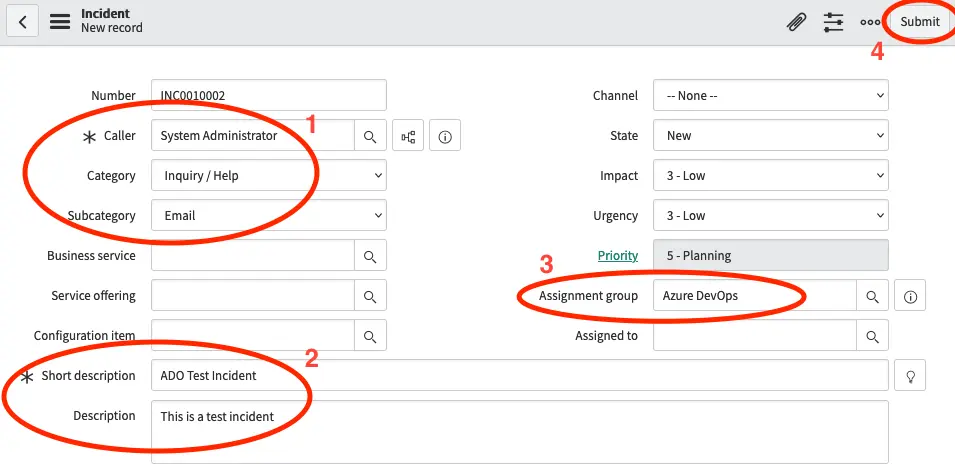 Incident
New record
Submit
4
Number INC0010002
Channel -- None --
1
Caller System Administrator
State New
Category Inquiry / Help
Impact 3 - Low
Subcategory Email
Urgency 3 - Low
Business service
Priority 5 - Planning
3
Service offering
Assignment group Azure DevOps
Configuration item
Assigned to
2
Short description ADO Test Incident
Description This is a test incident